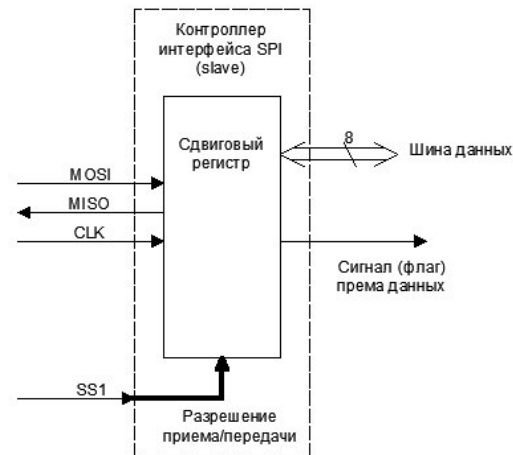 Контроллер
интерфейса SPI
(slave)
Сдвиговый
регистр
8
Шина данных
MOSI
MISO
CLK
Сигнал (флаг)
према данных
SS1
Разрешение
приема/передачи